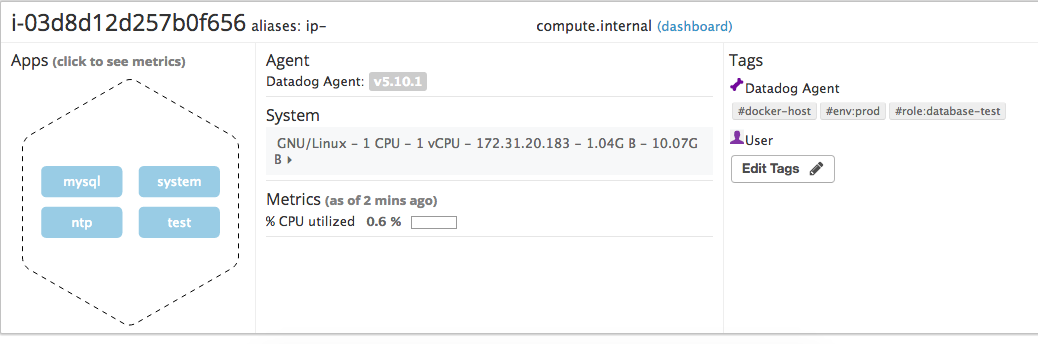 i-03d8d12d257b0f656 aliases: ip- compute.internal (dashboard)
Apps (click to see metrics)
mysql system
ntp test
Agent
Datadog Agent: v5.10.1
System
GNU/Linux - 1 CPU - 1 vCPU - 172.31.20.183 - 1.04G B - 10.07G
B
Metrics (as of 2 mins ago)
% CPU utilized 0.6 %
Tags
Datadog Agent
#docker-host #env:prod #role:database-test
User
Edit Tags